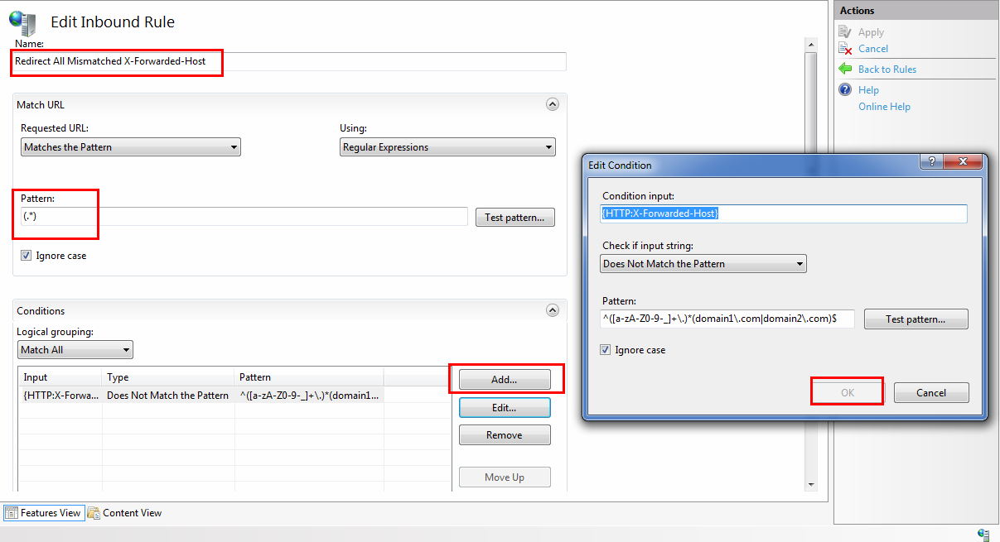 Edit Inbound Rule
Name:
Redirect All Mismatched X-Forwarded-Host
Match URL
Requested URL:
Using:
Matches the Pattern
Regular Expressions
Pattern:
(.*)
Test pattern...
Ignore case
Conditions
Logical grouping:
Match All
Input Type Pattern
{HTTP:X-Forwa... Does Not Match the Pattern ^([a-zA-Z0-9-_]+\.)*(domain1...
Add...
Edit...
Remove
Move Up
Features View
Content View
Actions
Apply
Cancel
Back to Rules
Help
Online Help
Edit Condition
Condition input:
{HTTP:X-Forwarded-Host}
Check if input string:
Does Not Match the Pattern
Pattern:
^([a-zA-Z0-9-_]+\.)*(domain1\.com|domain2\.com)$
Test pattern...
Ignore case
OK
Cancel